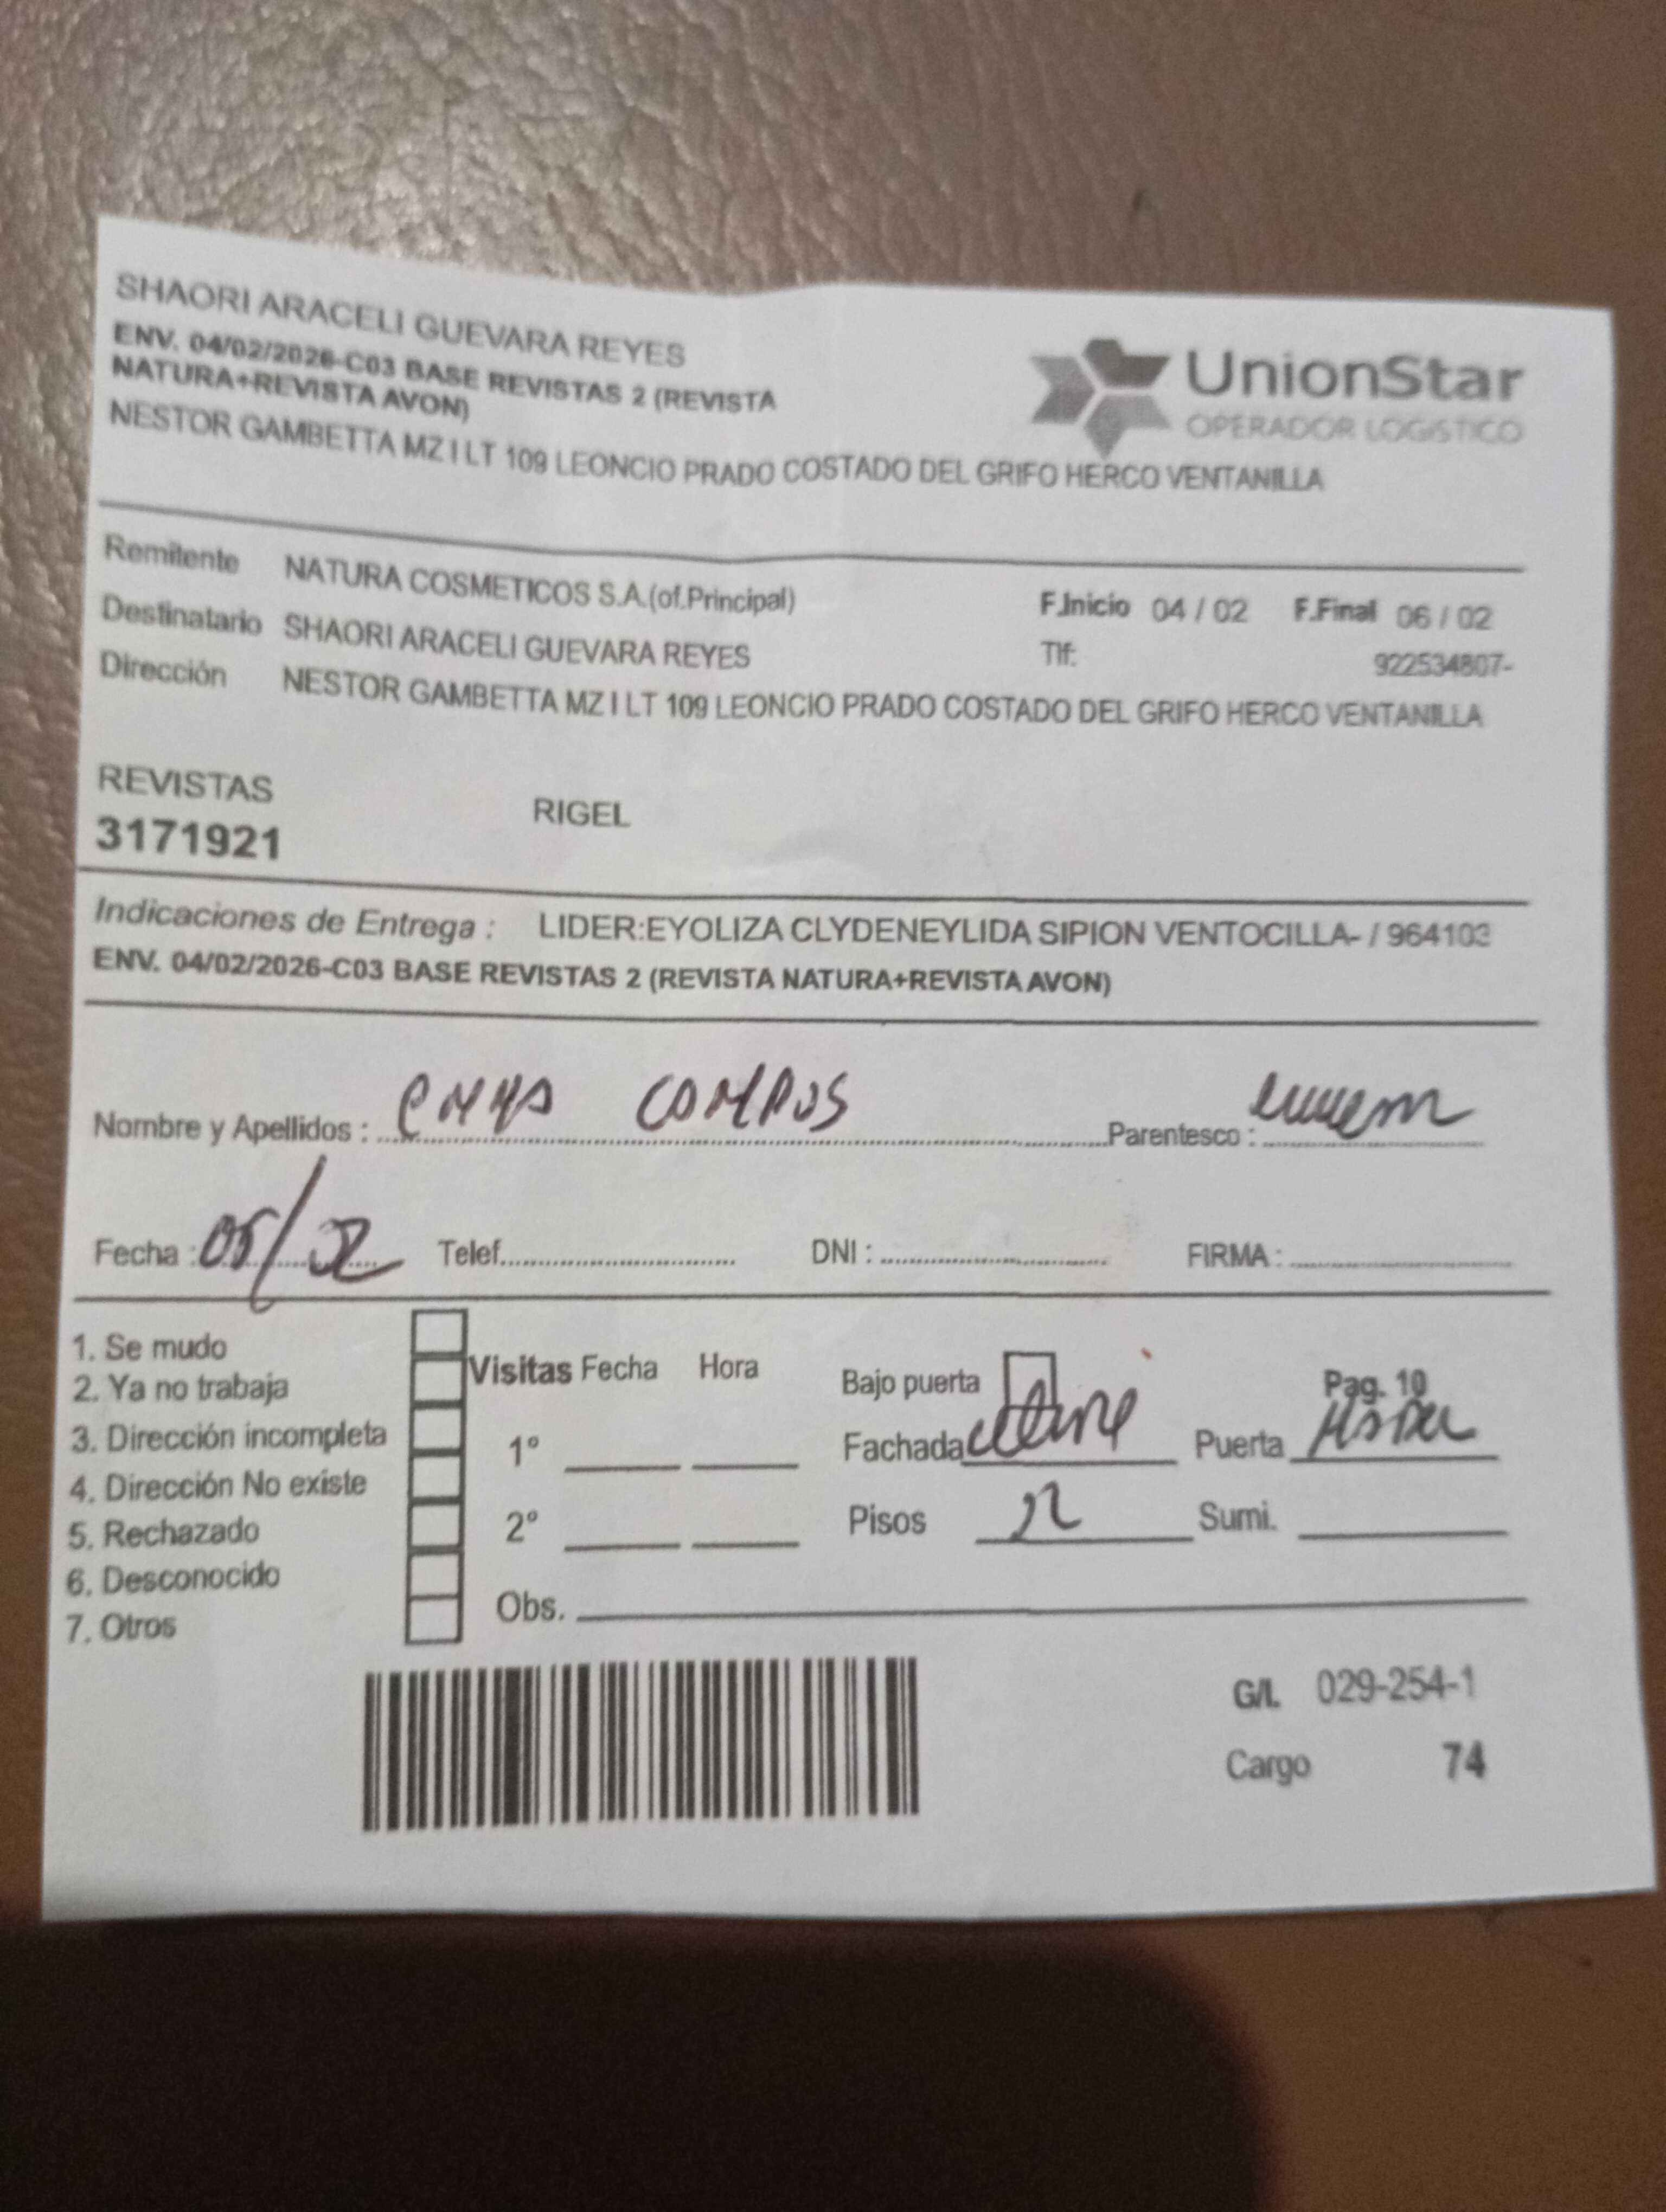 SHAORI ARACELI GUEVARA REYES
ENV. 04/02/2026-C03 BASE REVISTAS 2 (REVISTA
NATURA+REVISTA AVON)
NESTOR GAMBETTA MZ I LT 109 LEONCIO PRADO COSTADO DEL GRIFO HERCO VENTANILLA
UnionStar
OPERADOR LOGISTICO
Remitente NATURA COSMETICOS S.A.(of.Principal) F.Inicio 04 / 02 F.Final 06 / 02
Destinatario SHAORI ARACELI GUEVARA REYES Tlf: 922534807-
Dirección NESTOR GAMBETTA MZ I LT 109 LEONCIO PRADO COSTADO DEL GRIFO HERCO VENTANILLA
REVISTAS RIGEL
3171921
Indicaciones de Entrega : LIDER:EYOLIZA CLYDENEYLIDA SIPION VENTOCILLA- / 964103
ENV. 04/02/2026-C03 BASE REVISTAS 2 (REVISTA NATURA+REVISTA AVON)
Nombre y Apellidos : Parentesco :
Fecha : 05/02 Telef. DNI : FIRMA :
1. Se mudo
2. Ya no trabaja
3. Dirección incompleta
4. Dirección No existe
5. Rechazado
6. Desconocido
7. Otros
Visitas Fecha Hora
1º
2º
Obs.
Bajo puerta Pag. 10
Fachada Puerta
Pisos Sumi.
G/L 029-254-1
Cargo 74